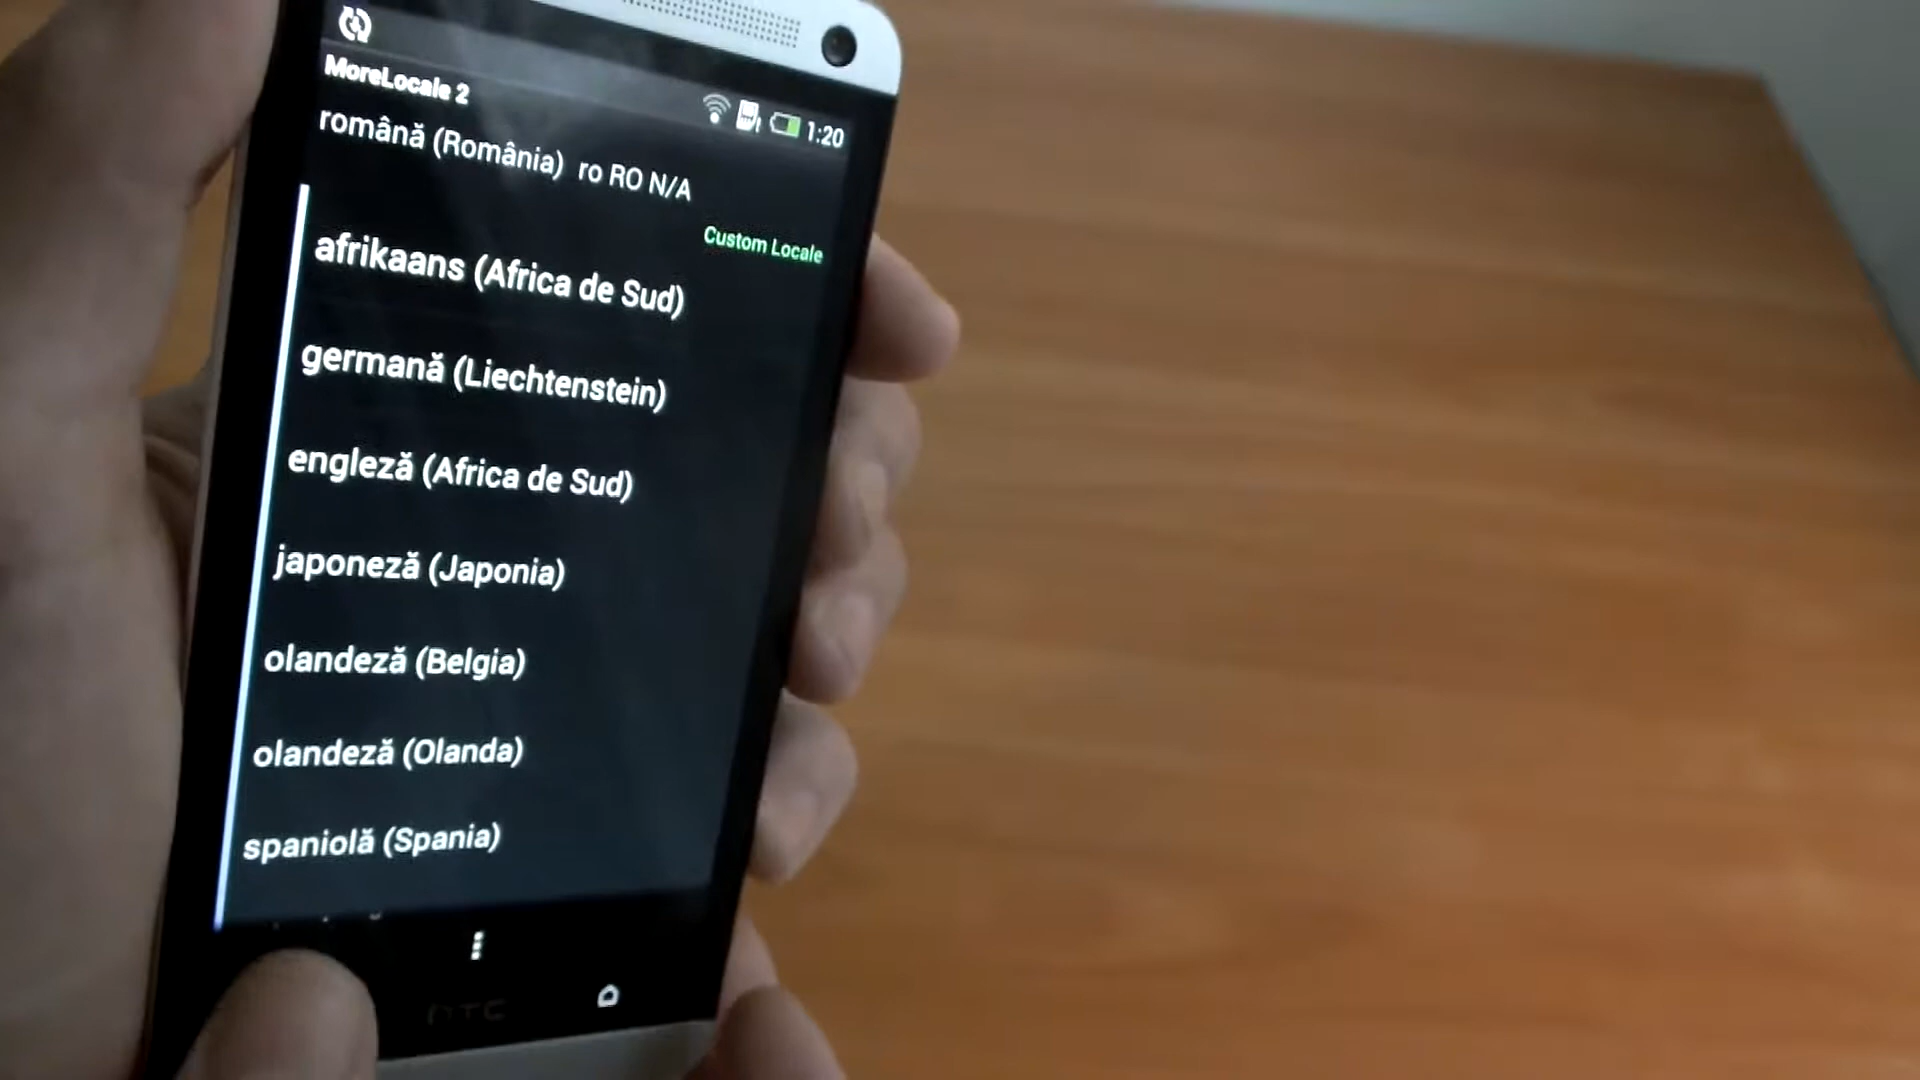 MoreLocale 2
1:20
română (România) ro RO N/A
Custom Locale
afrikaans (Africa de Sud)
germană (Liechtenstein)
engleză (Africa de Sud)
japoneză (Japonia)
olandeză (Belgia)
olandeză (Olanda)
spaniolă (Spania)
HTC